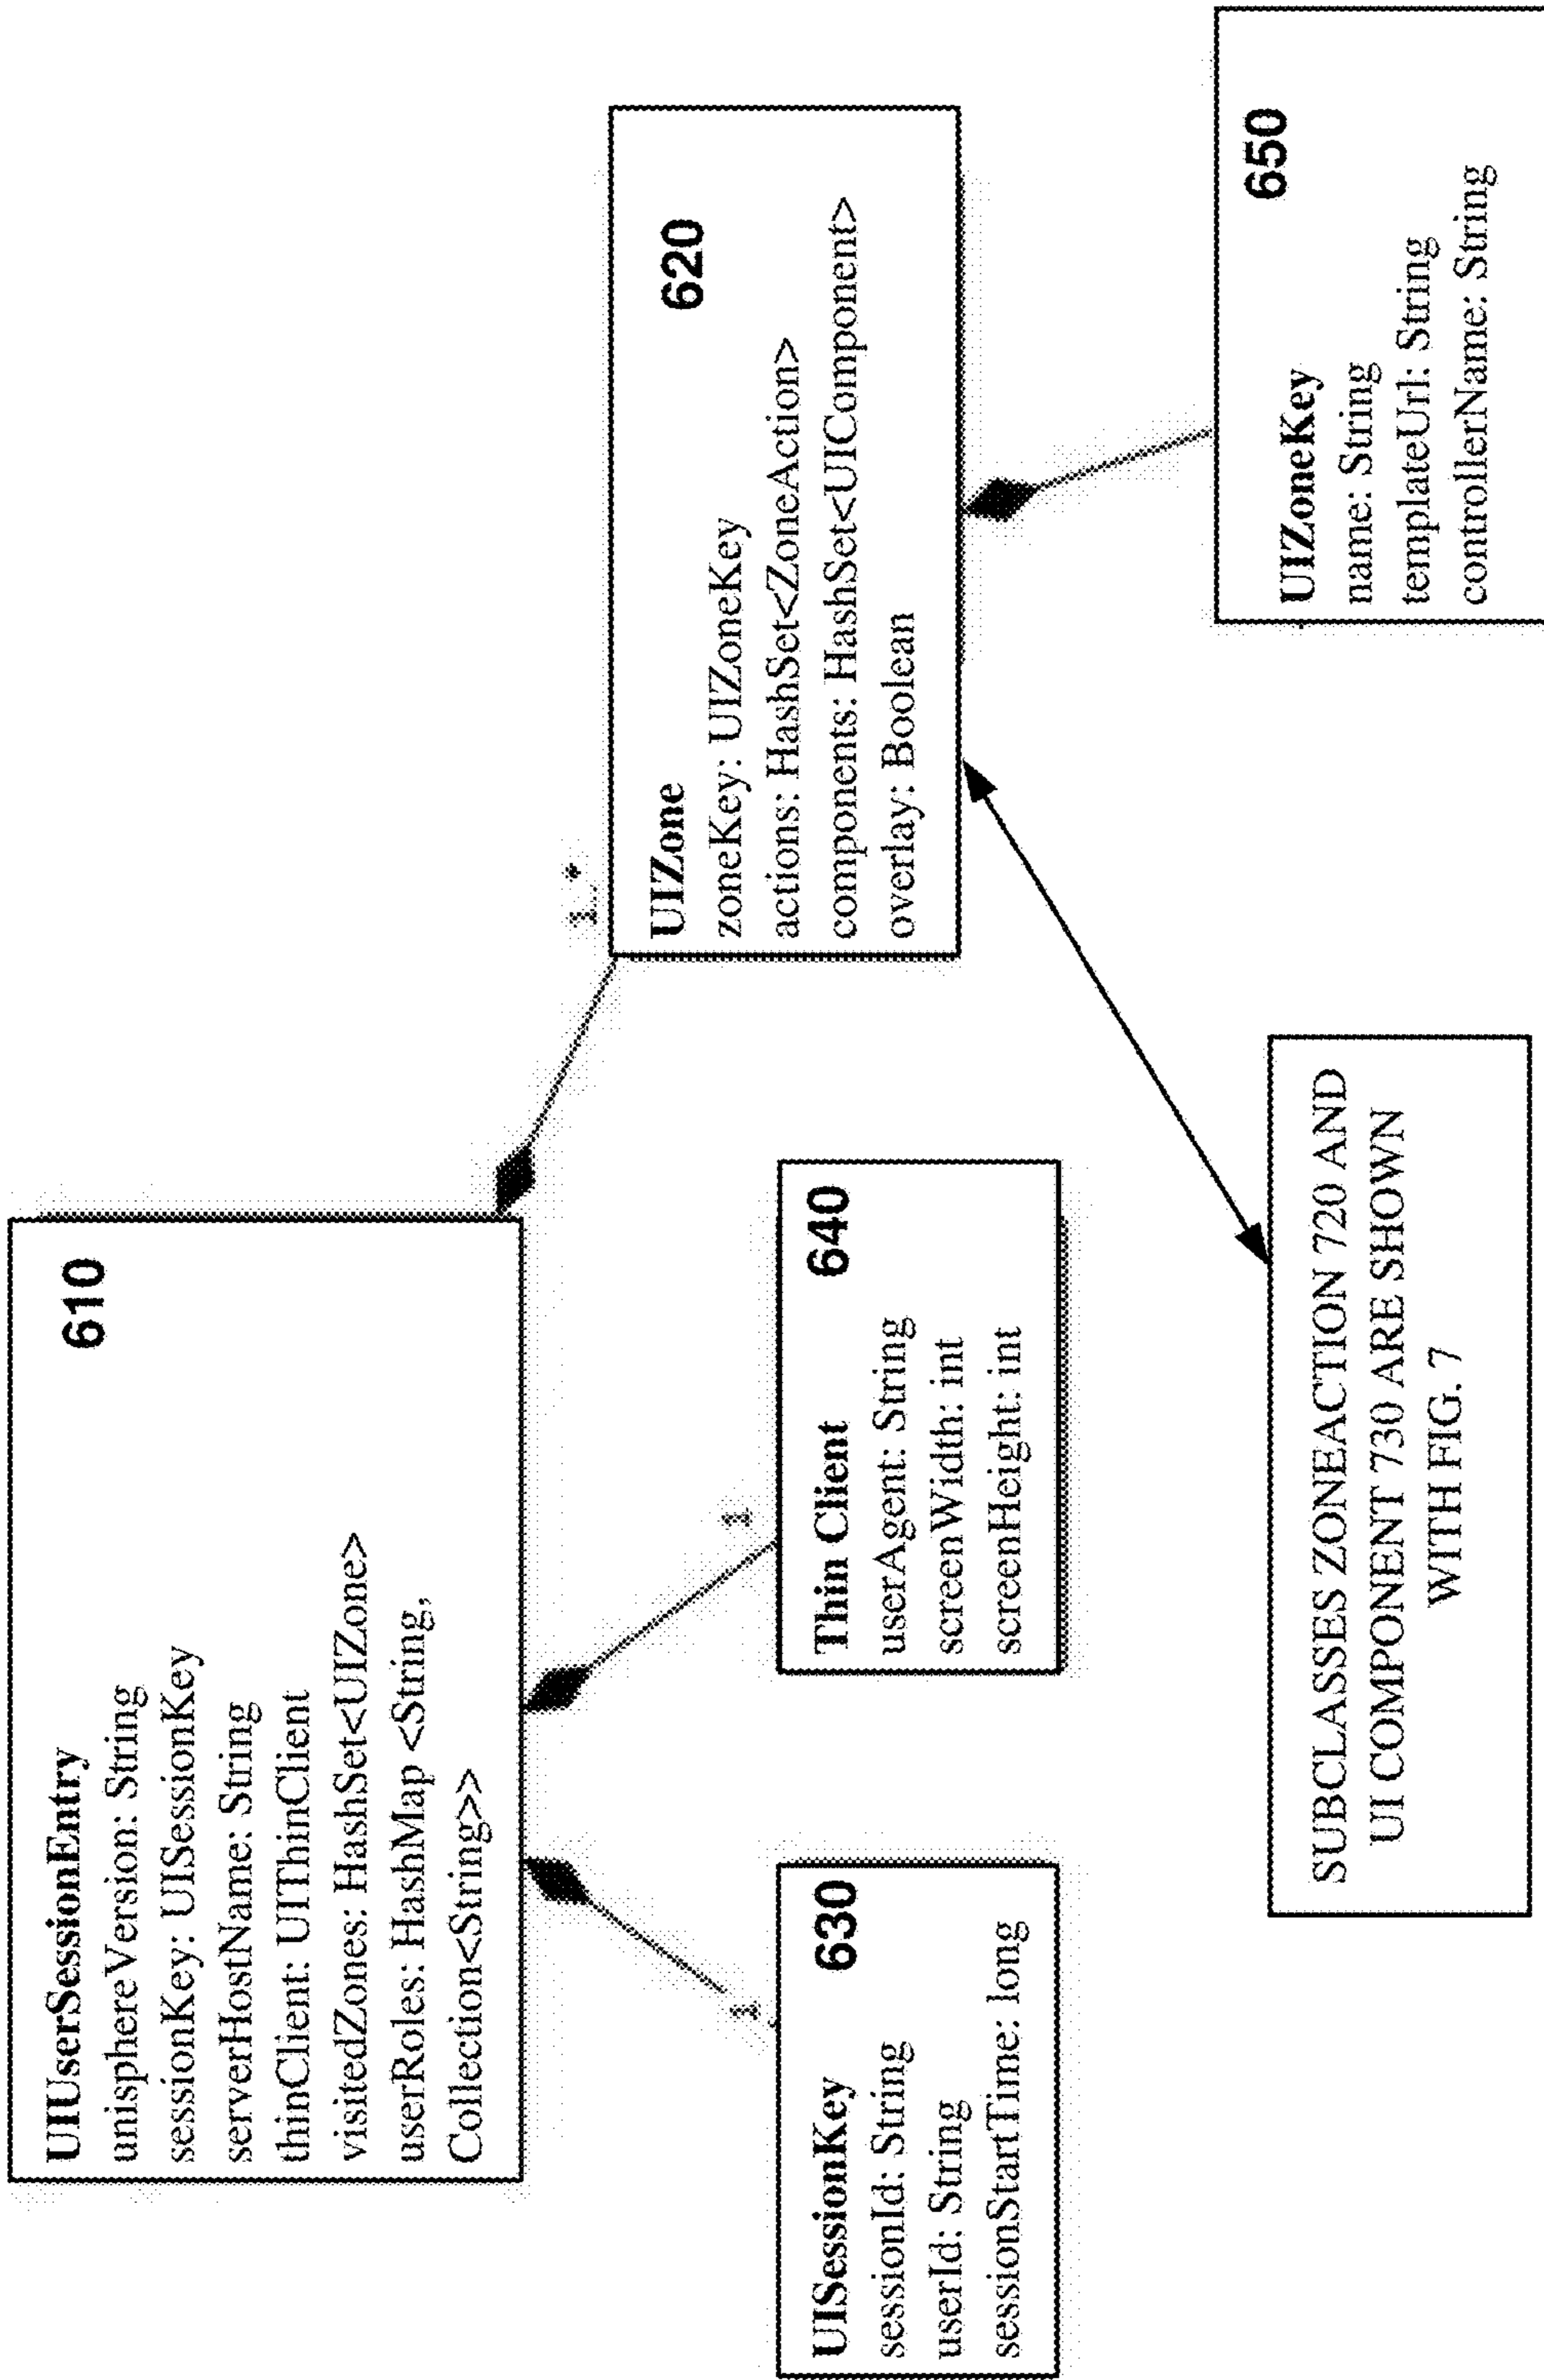 UIUserSessionEntry
610
unisphereVersion: String
sessionKey: UISessionKey
serverHostName: String
thinClient: UIThinClient
visitedZones: HashSet<UIZone>
userRoles: HashMap <String,
Collection<String>>
1..*
1
1
UISessionKey
630
sessionId: String
userId: String
sessionStartTime: long
Thin Client
640
userAgent: String
screenWidth: int
screenHeight: int
UIZone
620
zoneKey: UIZoneKey
actions: HashSet<ZoneAction>
components: HashSet<UIComponent>
overlay: Boolean
SUBCLASSES ZONEACTION 720 AND
UI COMPONENT 730 ARE SHOWN
WITH FIG. 7
650
UIZoneKey
name: String
templateUrl: String
controllerName: String